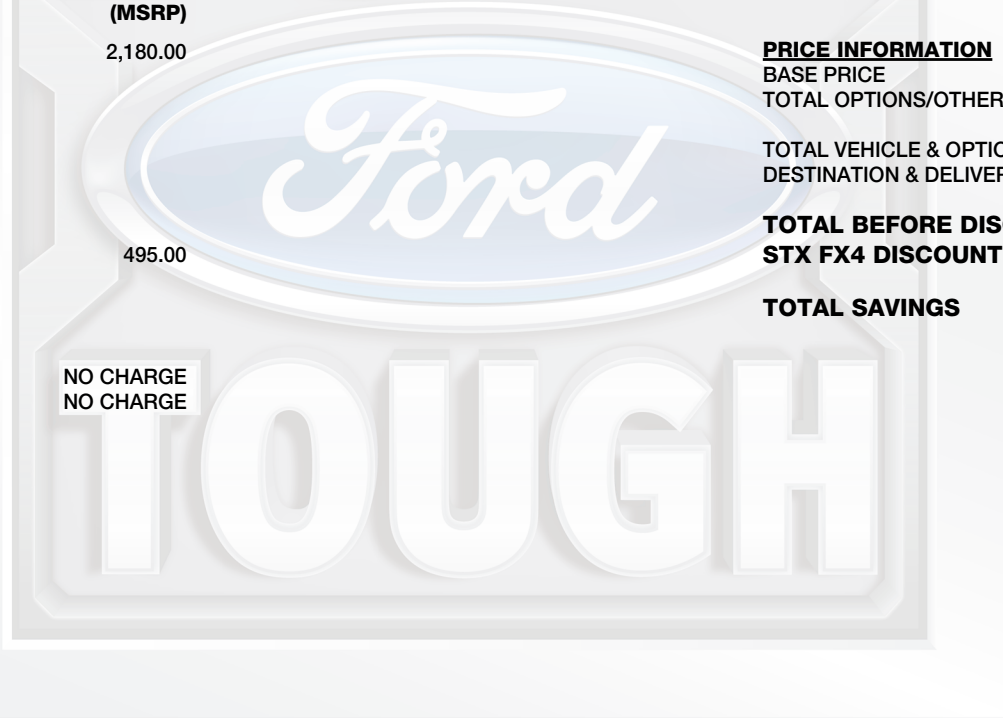 (MSRP)
2,180.00
495.00
NO CHARGE
NO CHARGE
PRICE INFORMATION
BASE PRICE
TOTAL OPTIONS/OTHER
TOTAL VEHICLE & OPTIO
DESTINATION & DELIVER
TOTAL BEFORE DIS
STX FX4 DISCOUNT
TOTAL SAVINGS
Ford
TOUGH